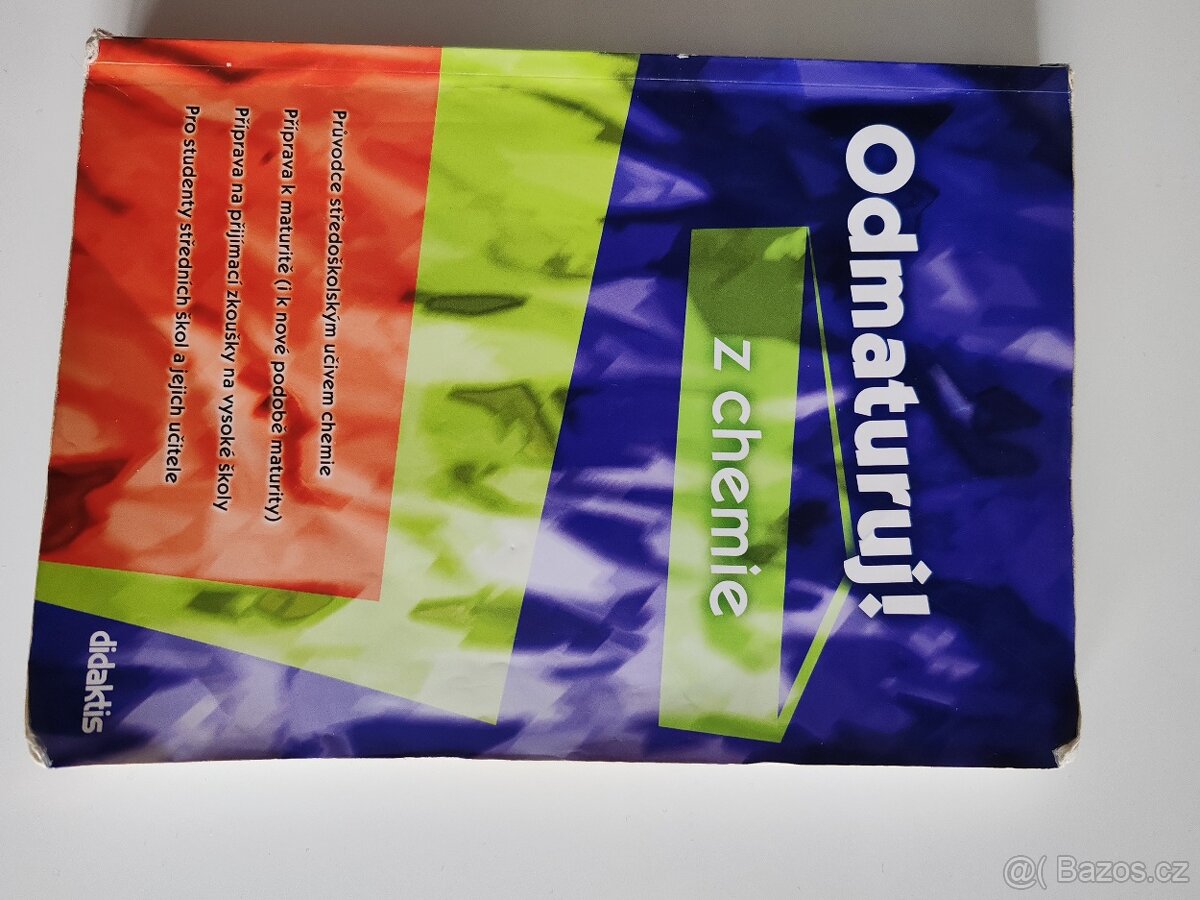 odmaturuj!
z chemie
Průvodce středoškolským učivem chemie
Příprava k maturitě (i k nové podobě maturity)
Příprava na přijímací zkoušky na vysoké školy
Pro studenty středních škol a jejich učitele
didaktis
@( Bazos.cz